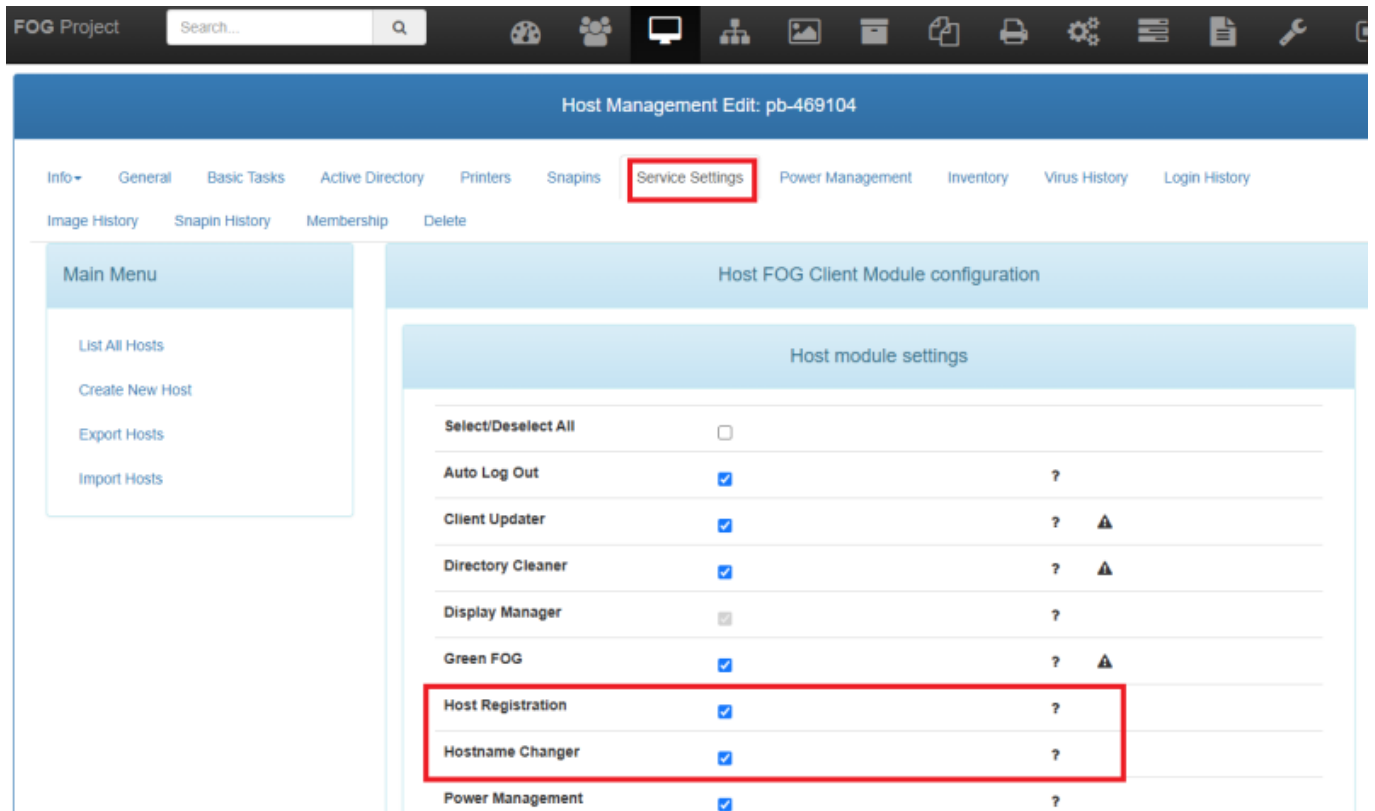 FOG Project Search...
Host Management Edit: pb-469104
Info General Basic Tasks Active Directory Printers Snapins Service Settings Power Management Inventory Virus History Login History
Image History Snapin History Membership Delete
Main Menu
List All Hosts
Create New Host
Export Hosts
Import Hosts
Host FOG Client Module configuration
Host module settings
Select/Deselect All
Auto Log Out ?
Client Updater ?
Directory Cleaner ?
Display Manager ?
Green FOG ?
Host Registration ?
Hostname Changer ?
Power Management ?